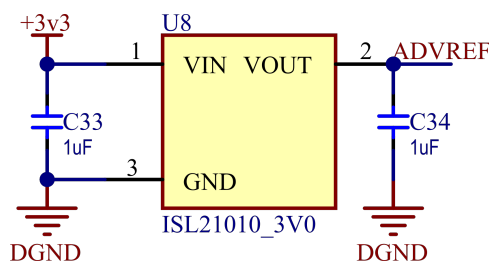 +3v3
U8
1
VIN
VOUT
2
ADVREF
C33
1uF
C34
1uF
3
GND
ISL21010_3V0
DGND
DGND